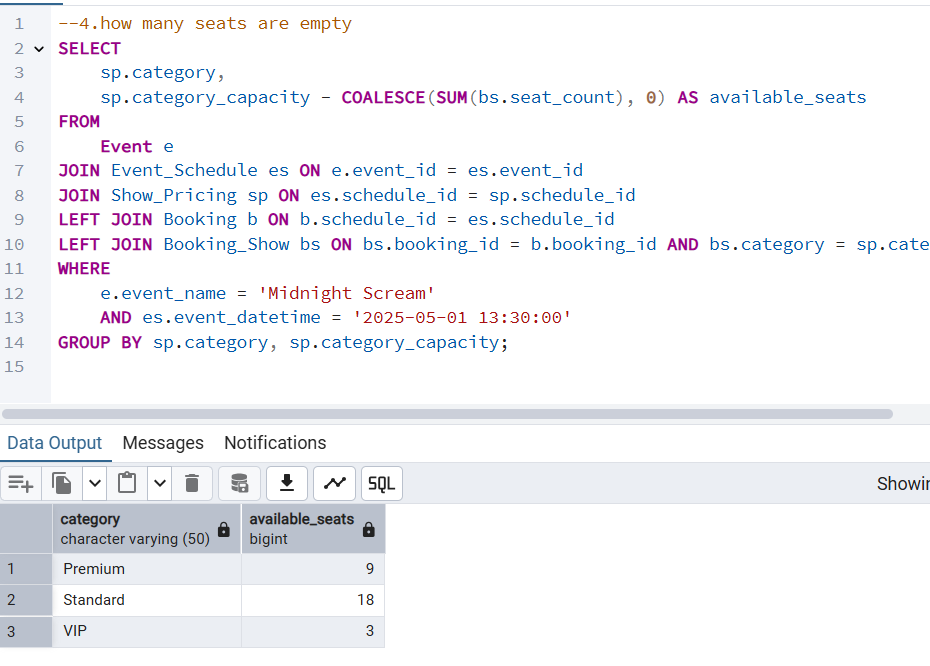 1 --4.how many seats are empty
2 SELECT
3 sp.category,
4 sp.category_capacity - COALESCE(SUM(bs.seat_count), 0) AS available_seats
5 FROM
6 Event e
7 JOIN Event_Schedule es ON e.event_id = es.event_id
8 JOIN Show_Pricing sp ON es.schedule_id = sp.schedule_id
9 LEFT JOIN Booking b ON b.schedule_id = es.schedule_id
10 LEFT JOIN Booking_Show bs ON bs.booking_id = b.booking_id AND bs.category = sp.cate
11 WHERE
12 e.event_name = 'Midnight Scream'
13 AND es.event_datetime = '2025-05-01 13:30:00'
14 GROUP BY sp.category, sp.category_capacity;
15
Data Output Messages Notifications
SQL Showin
category available_seats
character varying (50) bigint
1 Premium 9
2 Standard 18
3 VIP 3